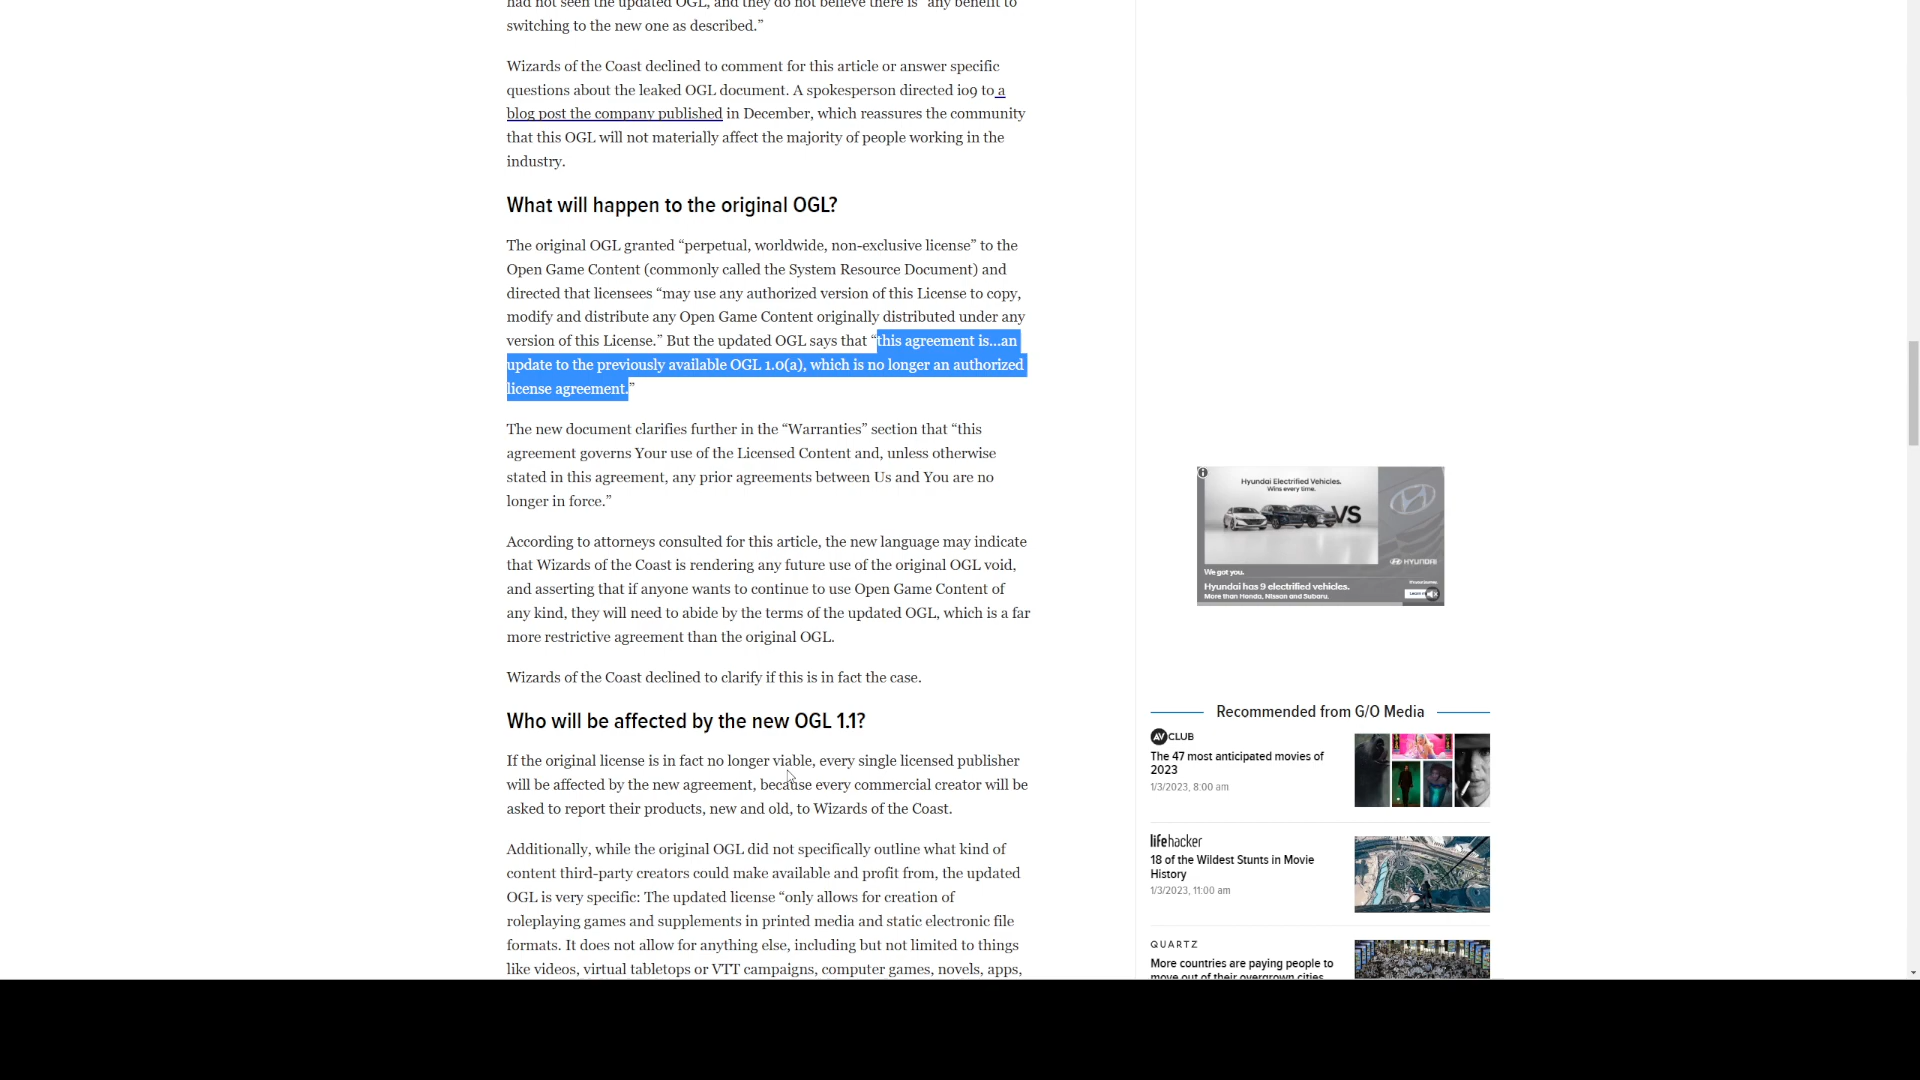 had not seen the updated OGL, and they do not believe there is “any benefit to
switching to the new one as described.”
Wizards of the Coast declined to comment for this article or answer specific
questions about the leaked OGL document. A spokesperson directed io9 to a
blog post the company published in December, which reassures the community
that this OGL will not materially affect the majority of people working in the
industry.
What will happen to the original OGL?
The original OGL granted “perpetual, worldwide, non-exclusive license” to the
Open Game Content (commonly called the System Resource Document) and
directed that licensees “may use any authorized version of this License to copy,
modify and distribute any Open Game Content originally distributed under any
version of this License.” But the updated OGL says that “this agreement is...an
update to the previously available OGL 1.0(a), which is no longer an authorized
license agreement.”
The new document clarifies further in the “Warranties” section that “this
agreement governs Your use of the Licensed Content and, unless otherwise
stated in this agreement, any prior agreements between Us and You are no
longer in force.”
According to attorneys consulted for this article, the new language may indicate
that Wizards of the Coast is rendering any future use of the original OGL void,
and asserting that if anyone wants to continue to use Open Game Content of
any kind, they will need to abide by the terms of the updated OGL, which is a far
more restrictive agreement than the original OGL.
Wizards of the Coast declined to clarify if this is in fact the case.
Who will be affected by the new OGL 1.1?
If the original license is in fact no longer viable, every single licensed publisher
will be affected by the new agreement, because every commercial creator will be
asked to report their products, new and old, to Wizards of the Coast.
Additionally, while the original OGL did not specifically outline what kind of
content third-party creators could make available and profit from, the updated
OGL is very specific: The updated license “only allows for creation of
roleplaying games and supplements in printed media and static electronic file
formats. It does not allow for anything else, including but not limited to things
like videos, virtual tabletops or VTT campaigns, computer games, novels, apps,
Hyundai Electrified Vehicles.
Wins every time.
VS
HYUNDAI
We got you.
Hyundai has 9 electrified vehicles.
More than Honda, Nissan and Subaru.
Recommended from G/O Media
AV CLUB
The 47 most anticipated movies of
2023
1/3/2023, 8:00 am
lifehacker
18 of the Wildest Stunts in Movie
History
1/3/2023, 11:00 am
QUARTZ
More countries are paying people to
move out of their overgrown cities